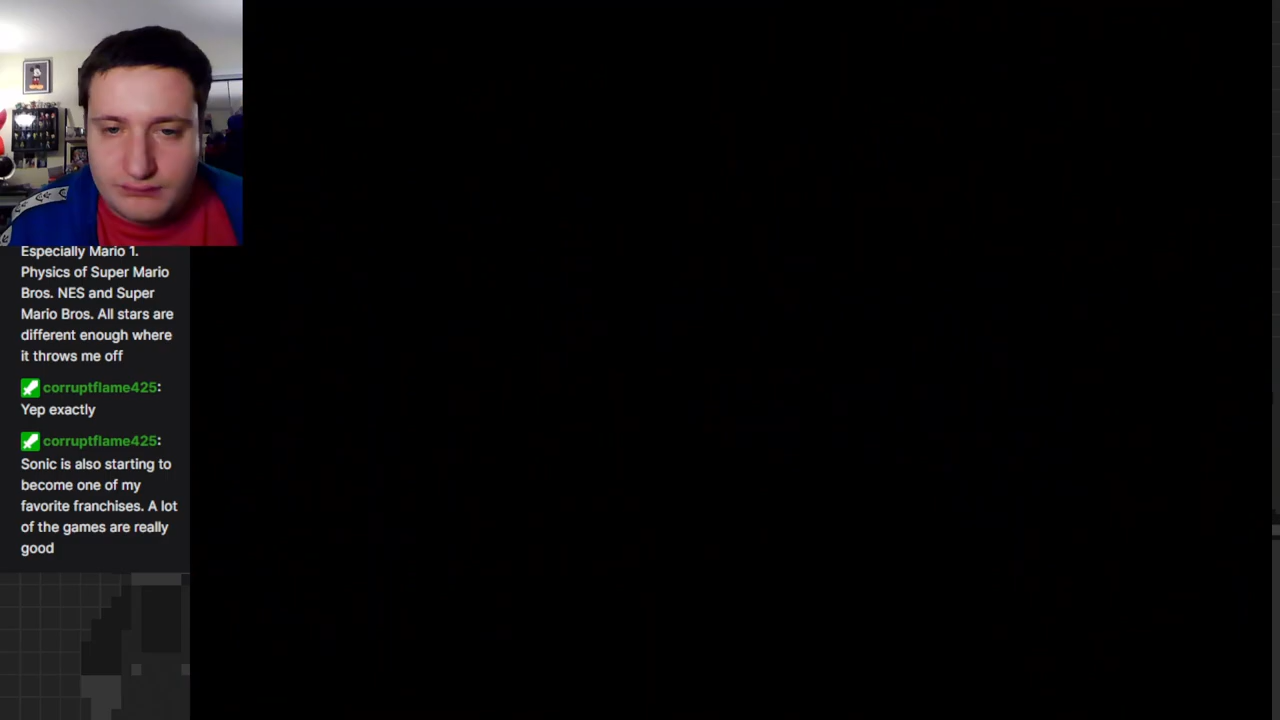 Especially Mario 1.
Physics of Super Mario
Bros. NES and Super
Mario Bros. All stars are
different enough where
it throws me off
corruptflame425:
Yep exactly
corruptflame425:
Sonic is also starting to
become one of my
favorite franchises. A lot
of the games are really
good